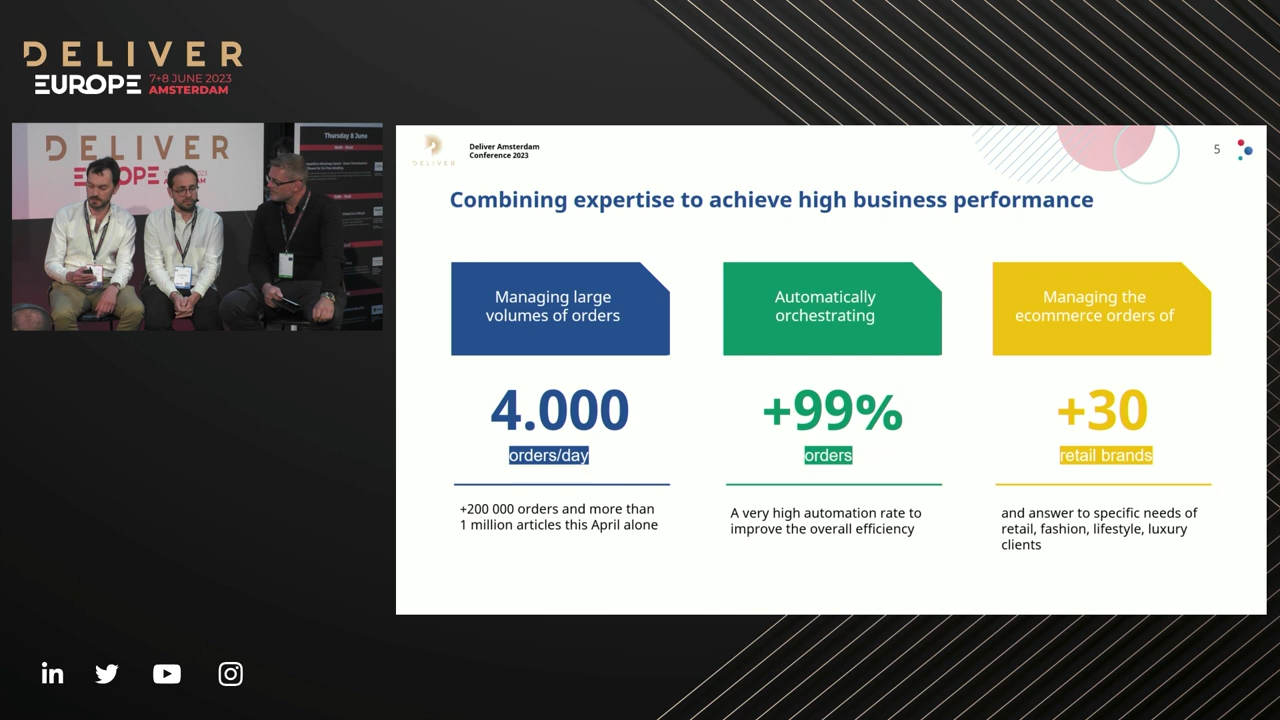 DELIVER
EUROPE 7+8 JUNE 2023
AMSTERDAM
DELIVER
Thursday 8 June
Deliver Amsterdam
Conference 2023
DELIVER
5
Combining expertise to achieve high business performance
Managing large
volumes of orders
4.000
orders/day
+200 000 orders and more than
1 million articles this April alone
Automatically
orchestrating
+99%
orders
A very high automation rate to
improve the overall efficiency
Managing the
ecommerce orders of
+30
retail brands
and answer to specific needs of
retail, fashion, lifestyle, luxury
clients
in